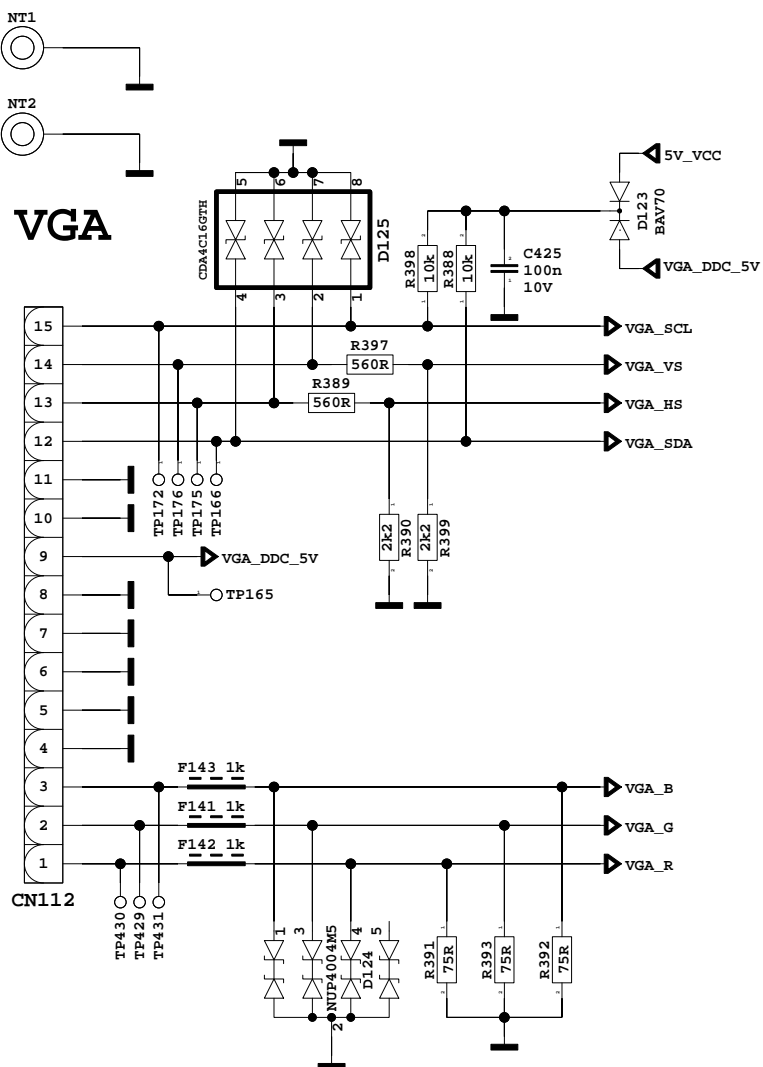 NT1
NT2
VGA
5 6 7 8
CDA4C16GTH
D125
4 3 2 1
5V_VCC
D123
BAV70
VGA_DDC_5V
R398
10k
R388
10k
C425
100n
10V
15
VGA_SCL
R397
14
560R
VGA_VS
R389
13
560R
VGA_HS
12
VGA_SDA
11
10
TP172
TP176
TP175
TP166
2k2
R390
2k2
R399
9
VGA_DDC_5V
8
TP165
7
6
5
4
F143 1k
3
VGA_B
F141 1k
2
VGA_G
F142 1k
1
VGA_R
CN112
TP430
TP429
TP431
1 3 4 5
NUP4004M5
D124
2
R391
75R
R393
75R
R392
75R